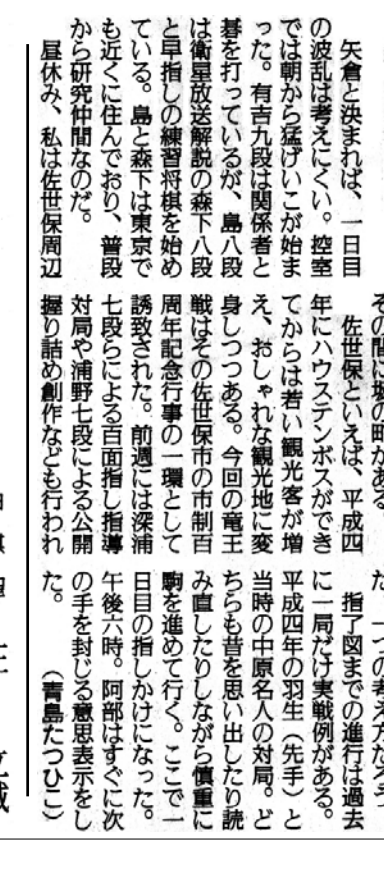 矢倉と決まれば、一日目
の波乱は考えにくい。控室
では朝から猛げいこが始ま
った。有吉九段は関係者と
碁を打っているが、島八段
は衛星放送解説の森下八段
と早指しの練習将棋を始め
ている。島と森下は東京で
も近くに住んでおり、普段
から研究仲間なのだ。
昼休み、私は佐世保周辺
その間に坂の町がある。
佐世保といえば、平成四
年にハウステンボスができ
てからは若い観光客が増
え、おしゃれな観光地に変
身しつつある。今回の竜王
戦はその佐世保市の市制百
周年記念行事の一環として
誘致された。前週には深浦
七段らによる百面指し指導
対局や浦野七段による公開
握り詰め創作なども行われ
た。一つの考え方だろう
指了図までの進行は過去
に一局だけ実戦例がある。
平成四年の羽生（先手）と
当時の中原名人の対局。ど
ちらも昔を思い出したり読
み直したりしながら慎重に
駒を進めて行く。ここで一
日目の指しかけになった。
午後六時。阿部はすぐに次
の手を封じる意思表示をし
た。（青島たつひこ）